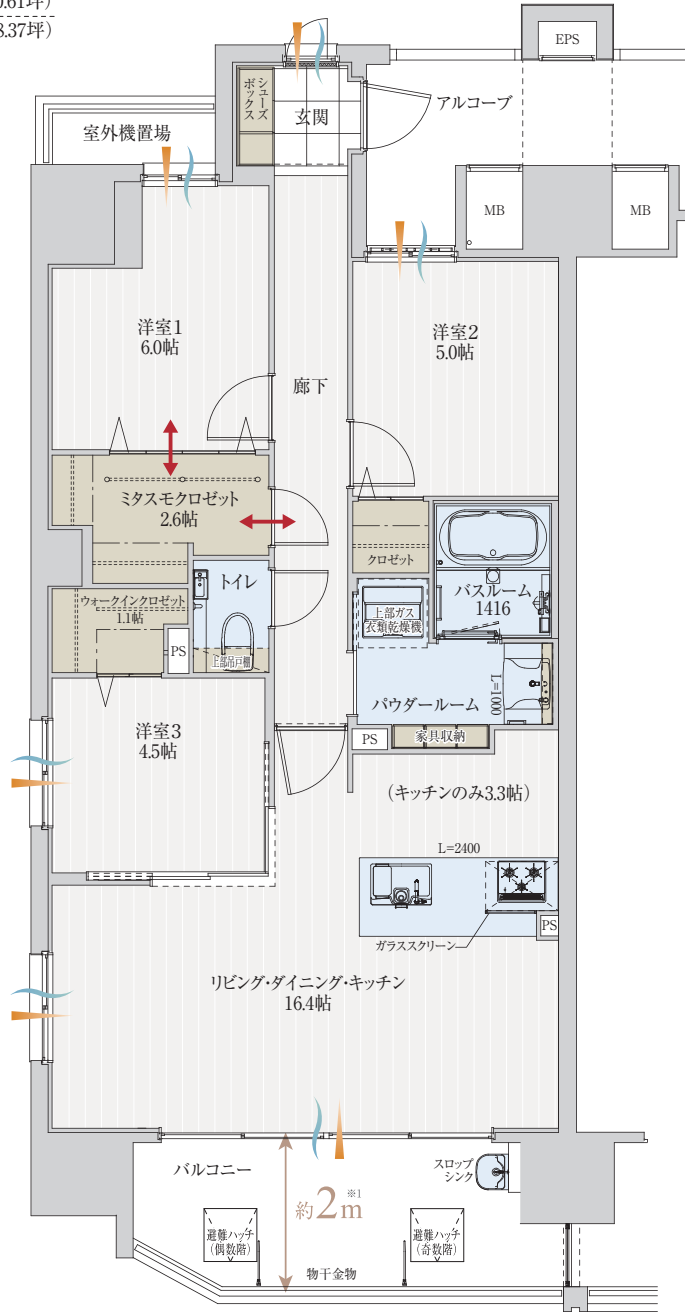 8.37坪)
EPS
シューズ
ボックス
玄関
アルコーブ
室外機置場
MB
MB
洋室1
6.0帖
洋室2
5.0帖
廊下
ミタスモクロゼット
2.6帖
クロゼット
バスルーム
1416
トイレ
上部ガス
衣類乾燥機
ウォークインクロゼット
1.1帖
PS
上部吊戸棚
パウダールーム
L=1000
洋室3
4.5帖
PS
家具収納
(キッチンのみ3.3帖)
L=2400
PS
ガラススクリーン
リビング・ダイニング・キッチン
16.4帖
バルコニー
スロップ
シンク
約2m
※1
避難ハッチ
(偶数階)
避難ハッチ
(奇数階)
物干金物